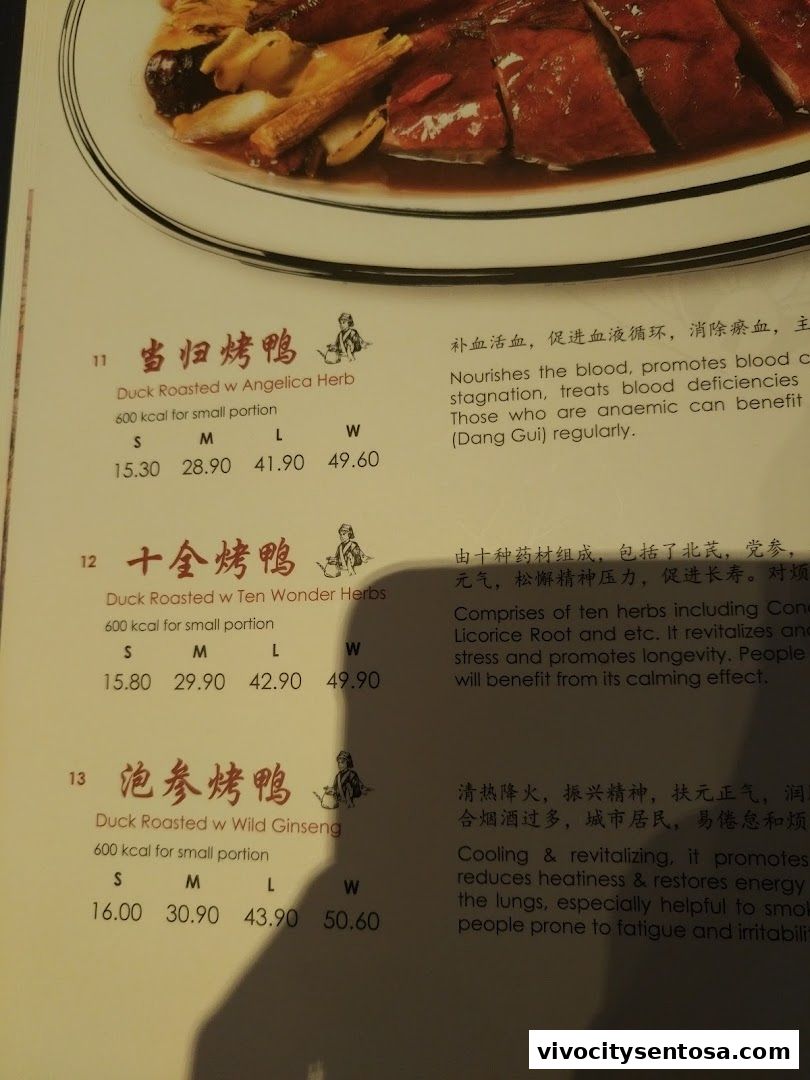 11 当归烤鸭
Duck Roasted w Angelica Herb
600 kcal for small portion
S M L W
15.30 28.90 41.90 49.60
补血活血，促进血液循环，消除瘀血，主
Nourishes the blood, promotes blood c
stagnation, treats blood deficiencies
Those who are anaemic can benefit
(Dang Gui) regularly.
12 十全烤鸭
Duck Roasted w Ten Wonder Herbs
600 kcal for small portion
S M L W
15.80 29.90 42.90 49.90
由十种药材组成，包括了北芪，党参，
元气，松懈精神压力，促进长寿。对烦
Comprises of ten herbs including Con
Licorice Root and etc. It revitalizes an
stress and promotes longevity. People
will benefit from its calming effect.
13 泡参烤鸭
Duck Roasted w Wild Ginseng
600 kcal for small portion
S M L W
16.00 30.90 43.90 50.60
清热降火，振兴精神，扶元正气，润
合烟酒过多，城市居民，易倦怠和烦
Cooling & revitalizing, it promotes
reduces heatiness & restores energy
the lungs, especially helpful to smo
people prone to fatigue and irritabili
vivocitysentosa.com